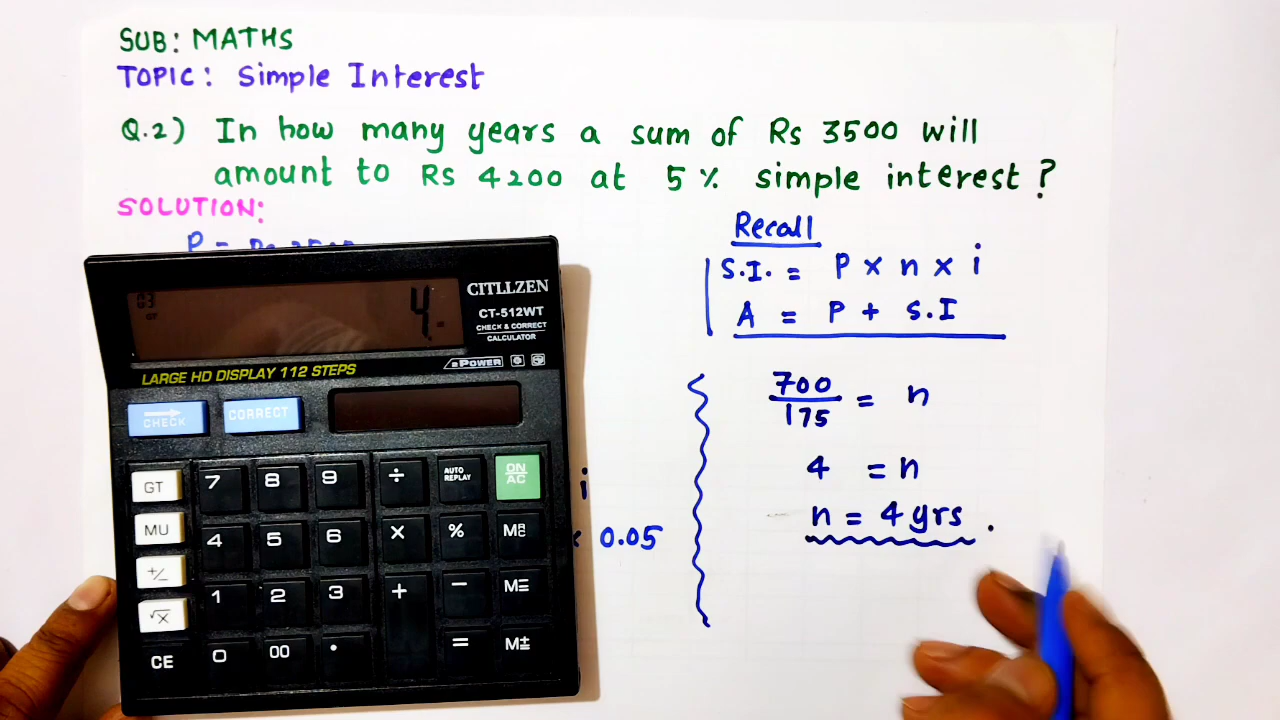 SUB: MATHS
TOPIC: Simple Interest
Q.2) In how many years a sum of Rs 3500 will
amount to Rs 4200 at 5% simple interest?
SOLUTION:
P = Rs 3500
Recall
S.I. = P × n × i
A = P + S.I
700
175 = n
4 = n
n = 4 yrs.
i
× 0.05
GT
4.
CITLLZEN
CT-512WT
CHECK & CORRECT
CALCULATOR
POWER
LARGE HD DISPLAY 112 STEPS
CHECK CORRECT
GT 7 8 9 ÷ AUTO REPLAY ON/AC
MU 4 5 6 × %
+/- 1 2 3 + −
√x 0 00 . =
CE